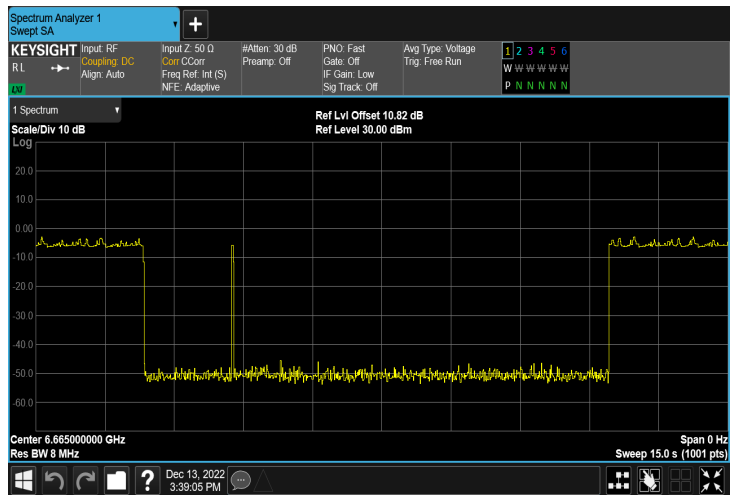 Spectrum Analyzer 1
Swept SA
+
KEYSIGHT Input: RF Input Z: 50 Ω #Atten: 30 dB PNO: Fast Avg Type: Voltage 1 2 3 4 5 6
RL Coupling: DC Corr CCorr Preamp: Off Gate: Off Trig: Free Run W W W W W W
Align: Auto Freq Ref: Int (S) IF Gain: Low P N N N N N
LXI NFE: Adaptive Sig Track: Off
1 Spectrum
Ref Lvl Offset 10.82 dB
Scale/Div 10 dB Ref Level 30.00 dBm
Log
20.0
10.0
0.00
-10.0
-20.0
-30.0
-40.0
-50.0
-60.0
Center 6.665000000 GHz Span 0 Hz
Res BW 8 MHz Sweep 15.0 s (1001 pts)
? Dec 13, 2022
3:39:05 PM